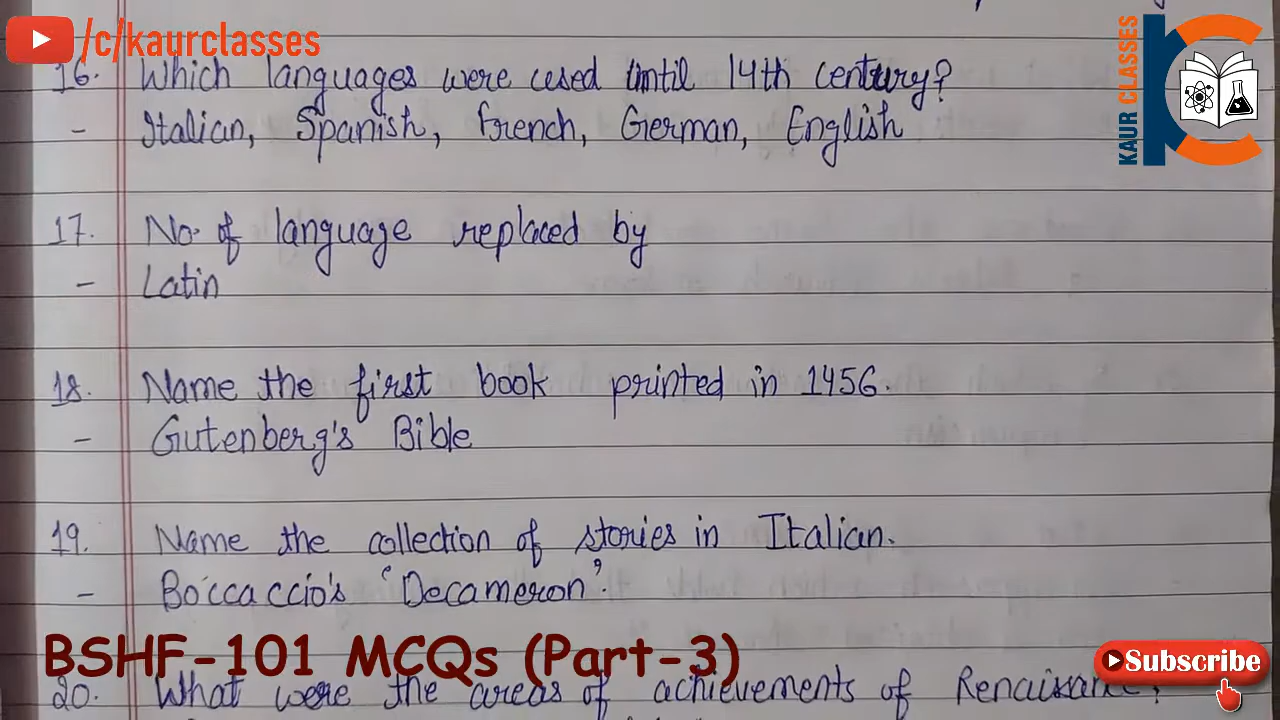 /c/kaurclasses
KAUR CLASSES
16. Which languages were used until 14th century?
- Italian, Spanish, French, German, English
17. No. of language replaced by
- Latin
18. Name the first book printed in 1456.
- Gutenberg's Bible
19. Name the collection of stories in Italian.
- Boccaccio's 'Decameron'.
BSHF-101 MCQs (Part-3)
Subscribe
20. What were the areas of achievements of